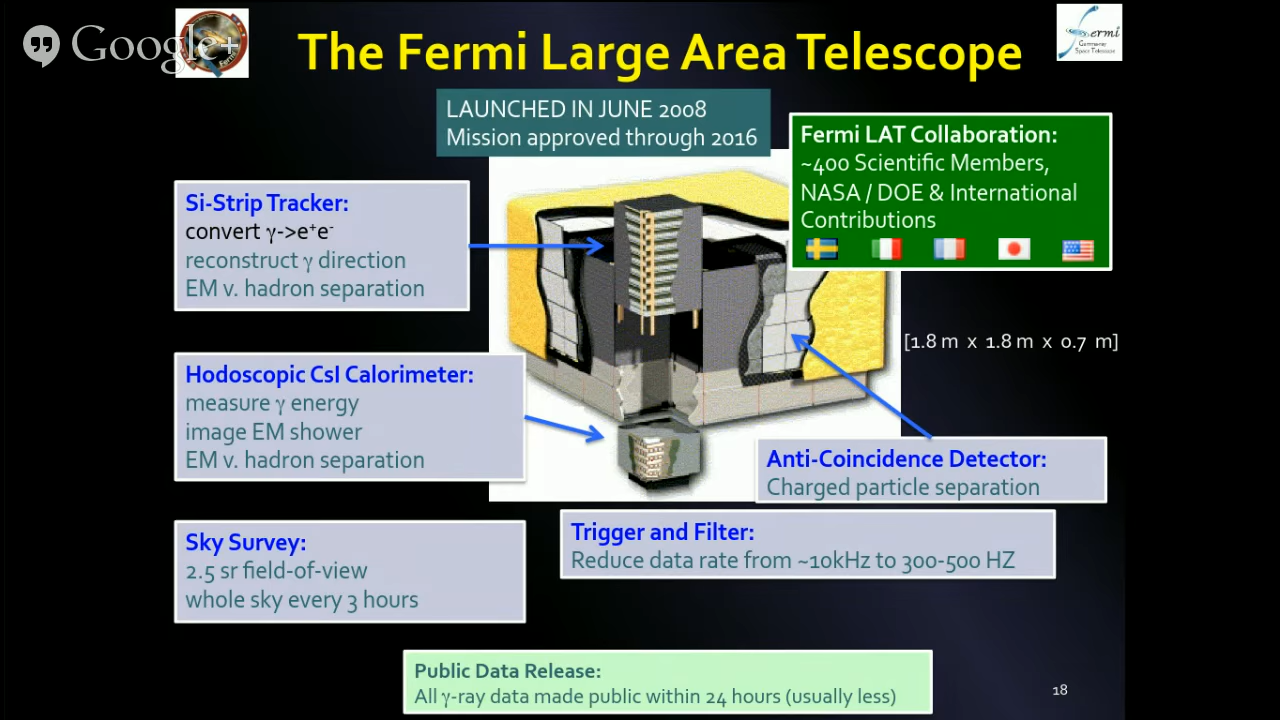 Google+
The Fermi Large Area Telescope
Fermi
Gamma-ray
Space Telescope
LAUNCHED IN JUNE 2008
Mission approved through 2016
Fermi LAT Collaboration:
~400 Scientific Members,
NASA / DOE & International
Contributions
Si-Strip Tracker:
convert γ->e⁺e⁻
reconstruct γ direction
EM v. hadron separation
[1.8 m x 1.8 m x 0.7 m]
Hodoscopic CsI Calorimeter:
measure γ energy
image EM shower
EM v. hadron separation
Anti-Coincidence Detector:
Charged particle separation
Sky Survey:
2.5 sr field-of-view
whole sky every 3 hours
Trigger and Filter:
Reduce data rate from ~10kHz to 300-500 HZ
Public Data Release:
All γ-ray data made public within 24 hours (usually less)
18